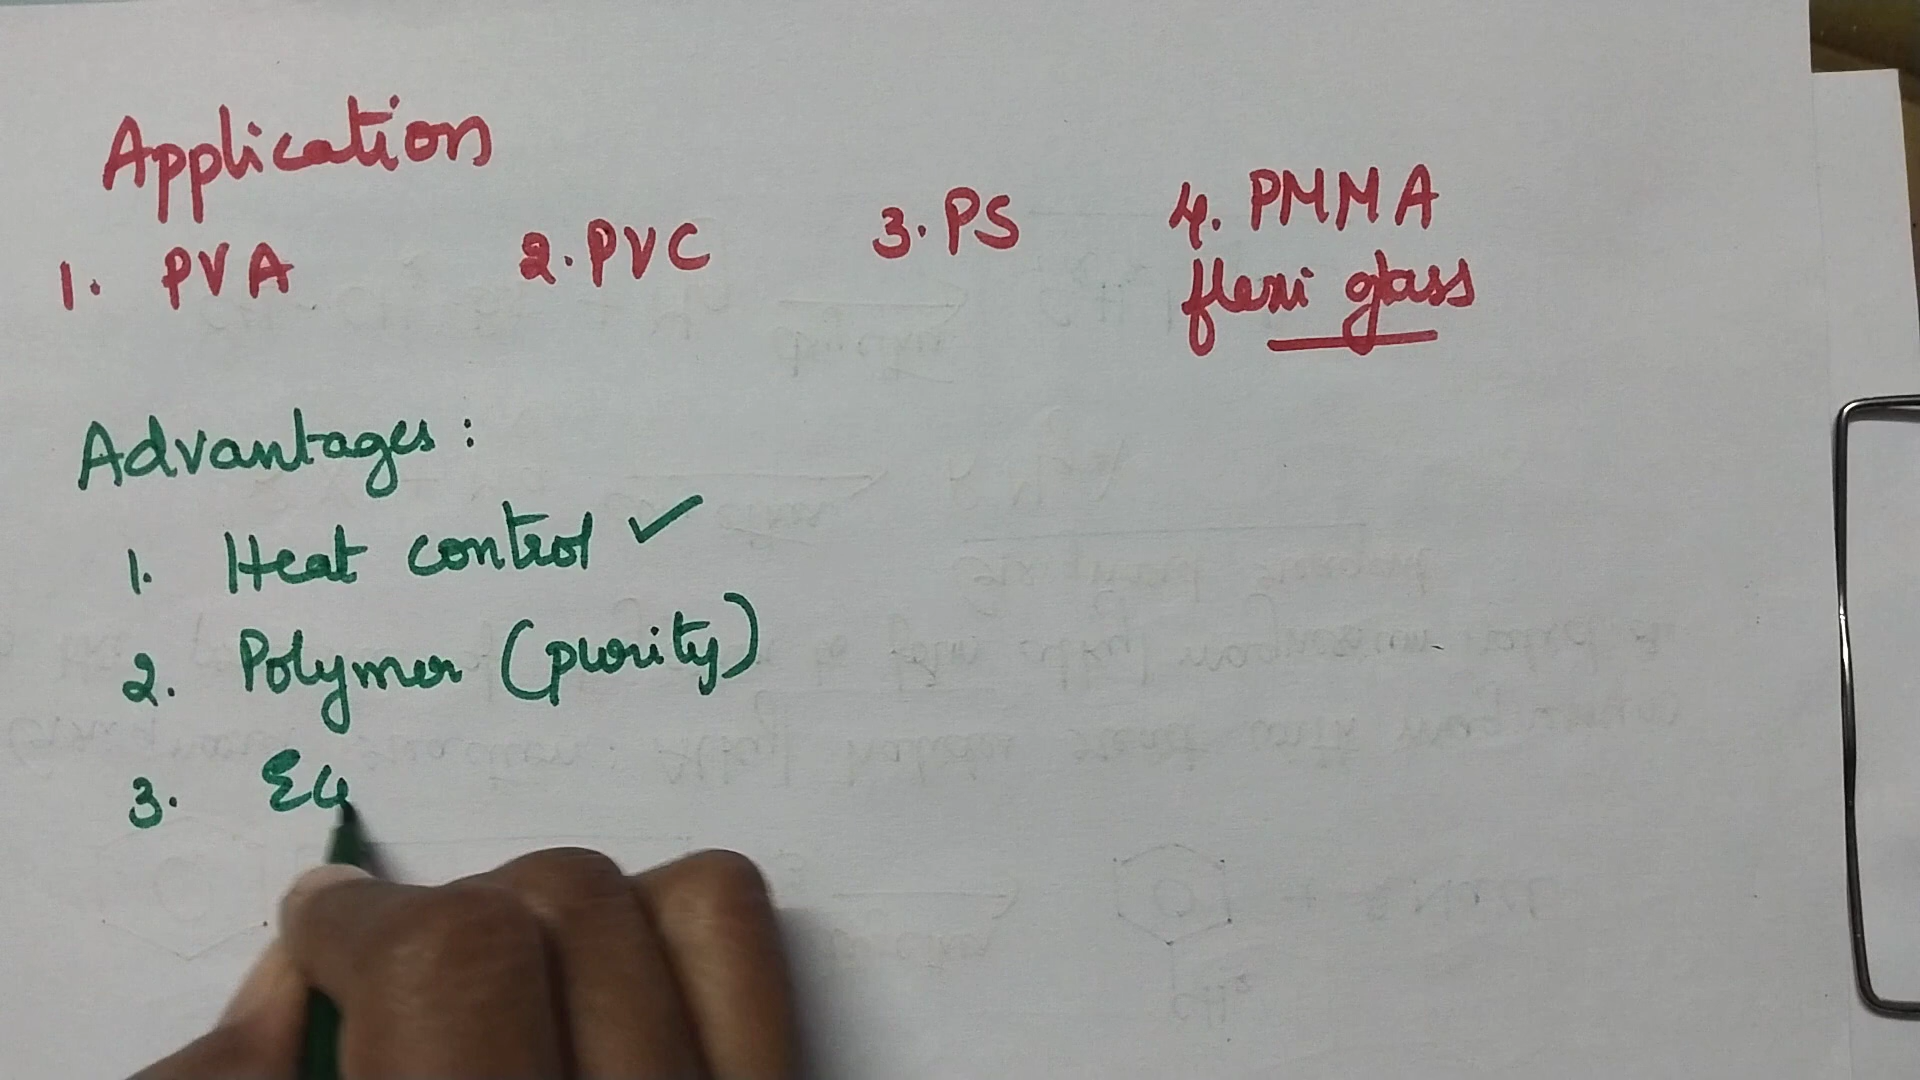 Application
1. PVA 2. PVC 3. PS 4. PMMA
flexi glass
Advantages:
1. Heat control ✓
2. Polymer (purity)
3.